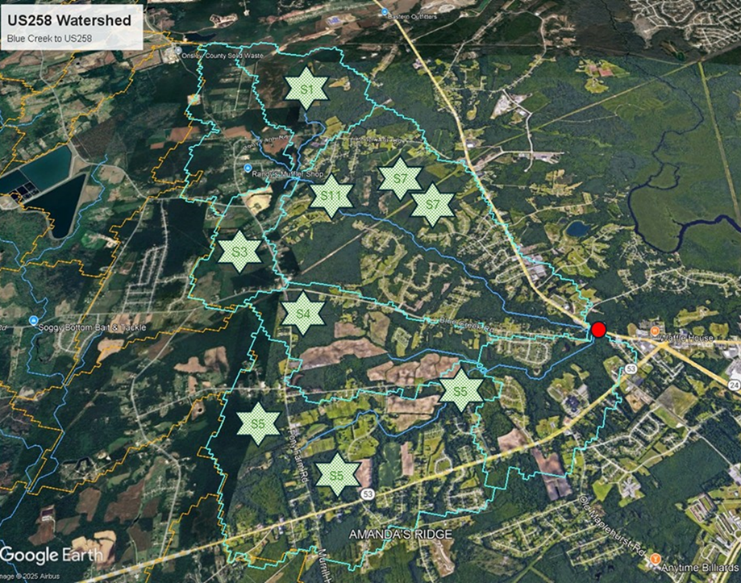 US258 Watershed
Blue Creek to US258
Onslow County Solid Waste
S1
S11
S7
S7
S3
S4
Soggy Bottom Bait & Tackle
S5
S5
S5
53
53
24
AMANDA'S RIDGE
Google Earth
Image © 2025 Airbus
Anytime Billiards